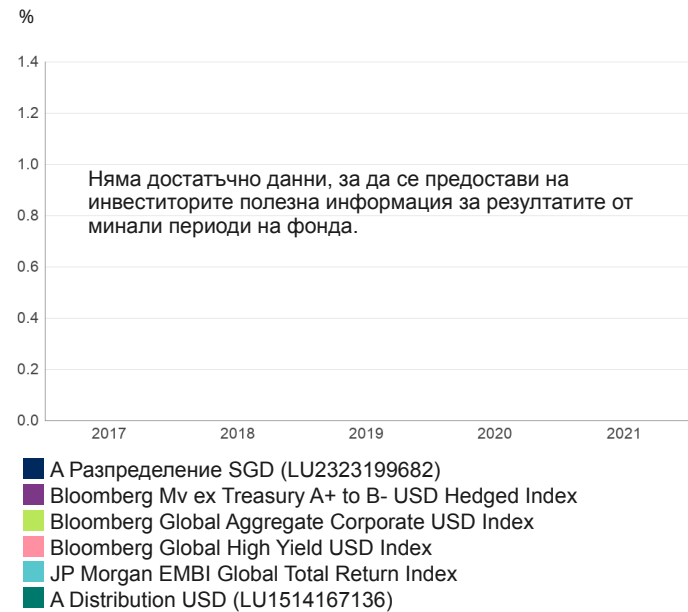 %
1.4
1.2
1.0
Няма достатъчно данни, за да се предостави на
инвеститорите полезна информация за резултатите от
0.8
минали периоди на фонда.
0.6
0.4
0.2
0.0
2017 2018 2019 2020 2021
А Разпределение SGD (LU2323199682)
Bloomberg Mv ex Treasury A+ to B- USD Hedged Index
Bloomberg Global Aggregate Corporate USD Index
Bloomberg Global High Yield USD Index
JP Morgan EMBI Global Total Return Index
A Distribution USD (LU1514167136)